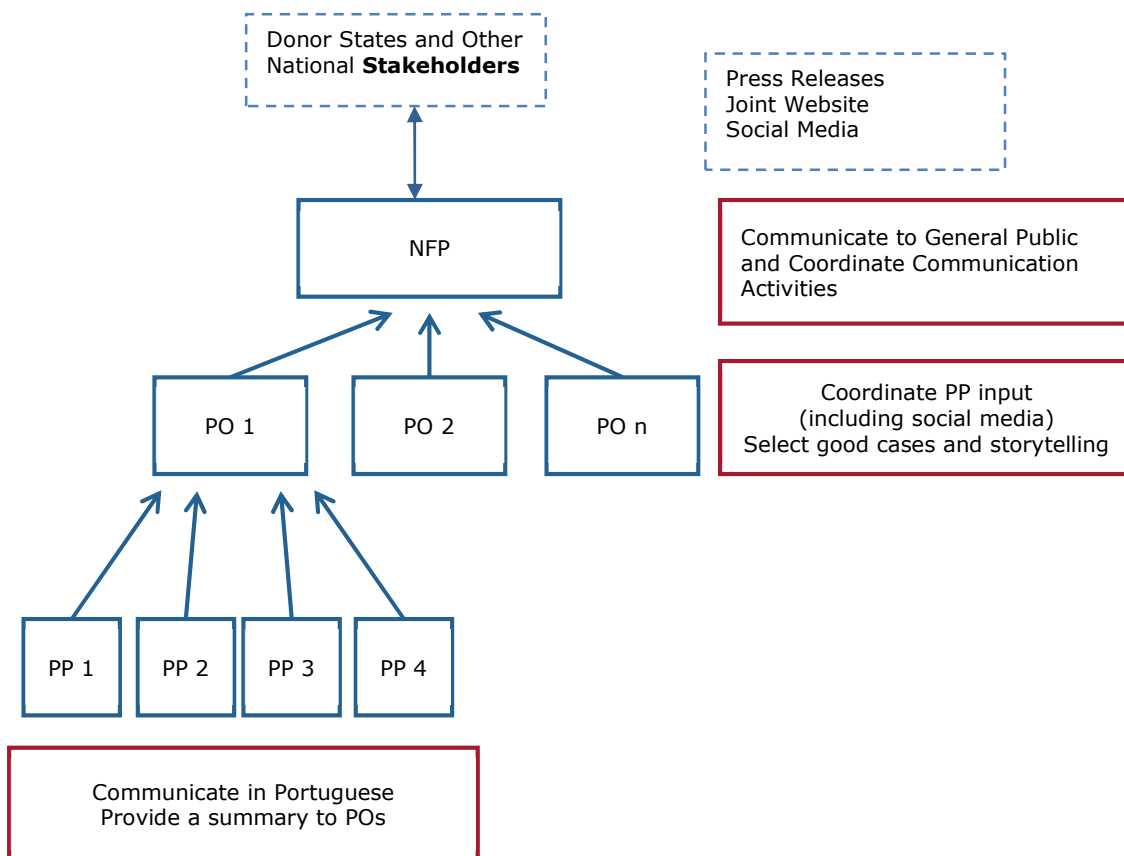 Donor States and Other
National Stakeholders
Press Releases
Joint Website
Social Media
NFP
Communicate to General Public
and Coordinate Communication
Activities
PO 1
PO 2
PO n
Coordinate PP input
(including social media)
Select good cases and storytelling
PP 1
PP 2
PP 3
PP 4
Communicate in Portuguese
Provide a summary to POs